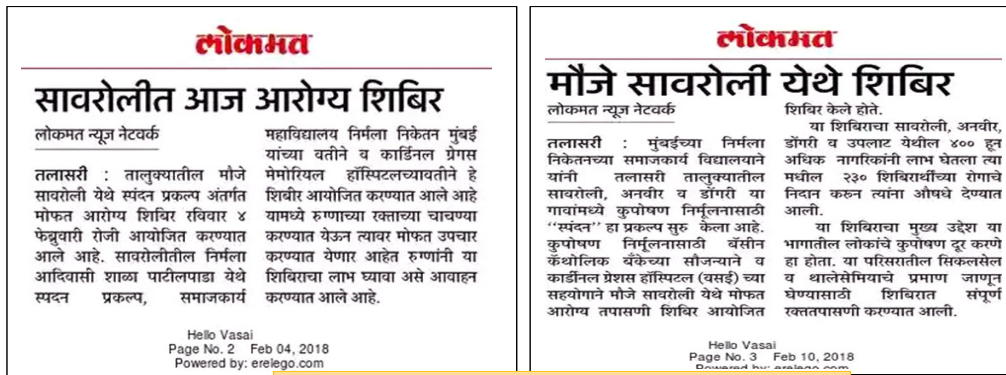 लोकमत
सावरोलीत आज आरोग्य शिबिर
लोकमत न्यूज नेटवर्क
तलासरी : तालुक्यातील मौजे
सावरोली येथे स्पंदन प्रकल्प अंतर्गत
मोफत आरोग्य शिबिर रविवार ४
फेब्रुवारी रोजी आयोजित करण्यात
आले आहे. सावरोलीतील निर्मला
आदिवासी शाळा पाटीलपाडा येथे
स्पदन प्रकल्प, समाजकार्य
महाविद्यालय निर्मला निकेतन मुंबई
यांच्या वतीने व कार्डिनल ग्रेगस
मेमोरियल हॉस्पिटलच्यावतीने हे
शिबीर आयोजित करण्यात आले आहे
यामध्ये रुग्णाच्या रक्ताच्या चाचण्या
करण्यात येऊन त्यावर मोफत उपचार
करण्यात येणार आहेत रुग्णांनी या
शिबिराचा लाभ घ्यावा असे आवाहन
करण्यात आले आहे.
Hello Vasai
Page No. 2 Feb 04, 2018
Powered by: erelego.com
लोकमत
मौजे सावरोली येथे शिबिर
लोकमत न्यूज नेटवर्क
तलासरी : मुंबईच्या निर्मला
निकेतनच्या समाजकार्य विद्यालयाने
यांनी तलासरी तालुक्यातील
सावरोली, अनवीर व डॉगरी या
गावांमध्ये कुपोषण निर्मूलनासाठी
‘‘स्पंदन’’ हा प्रकल्प सुरु केला आहे.
कुपोषण निर्मूलनासाठी बॅसीन
कॅथोलिक बँकेच्या सौजन्याने व
कार्डीनल ग्रेशस हॉस्पिटल (वसई) च्या
सहयोगाने मौजे सावरोली येथे मोफत
आरोग्य तपासणी शिबिर आयोजित
शिबिर केले होते.
या शिबिराचा सावरोली, अनवीर,
डोंगरी व उपलाट येथील ४०० हून
अधिक नागरिकांनी लाभ घेतला त्या
मधील २३० शिबिरार्थीच्या रोगाचे
निदान करून त्यांना औषधे देण्यात
आली.
या शिबिराचा मुख्य उद्देश या
भागातील लोकांचे कुपोषण दूर करणे
हा होता. या परिसरातील सिकलसेल
व थालेसेमियाचे प्रमाण जाणून
घेण्यासाठी शिबिरात संपूर्ण
रक्ततपासणी करण्यात आली.
Hello Vasai
Page No. 3 Feb 10, 2018
Powered by: erelego.com